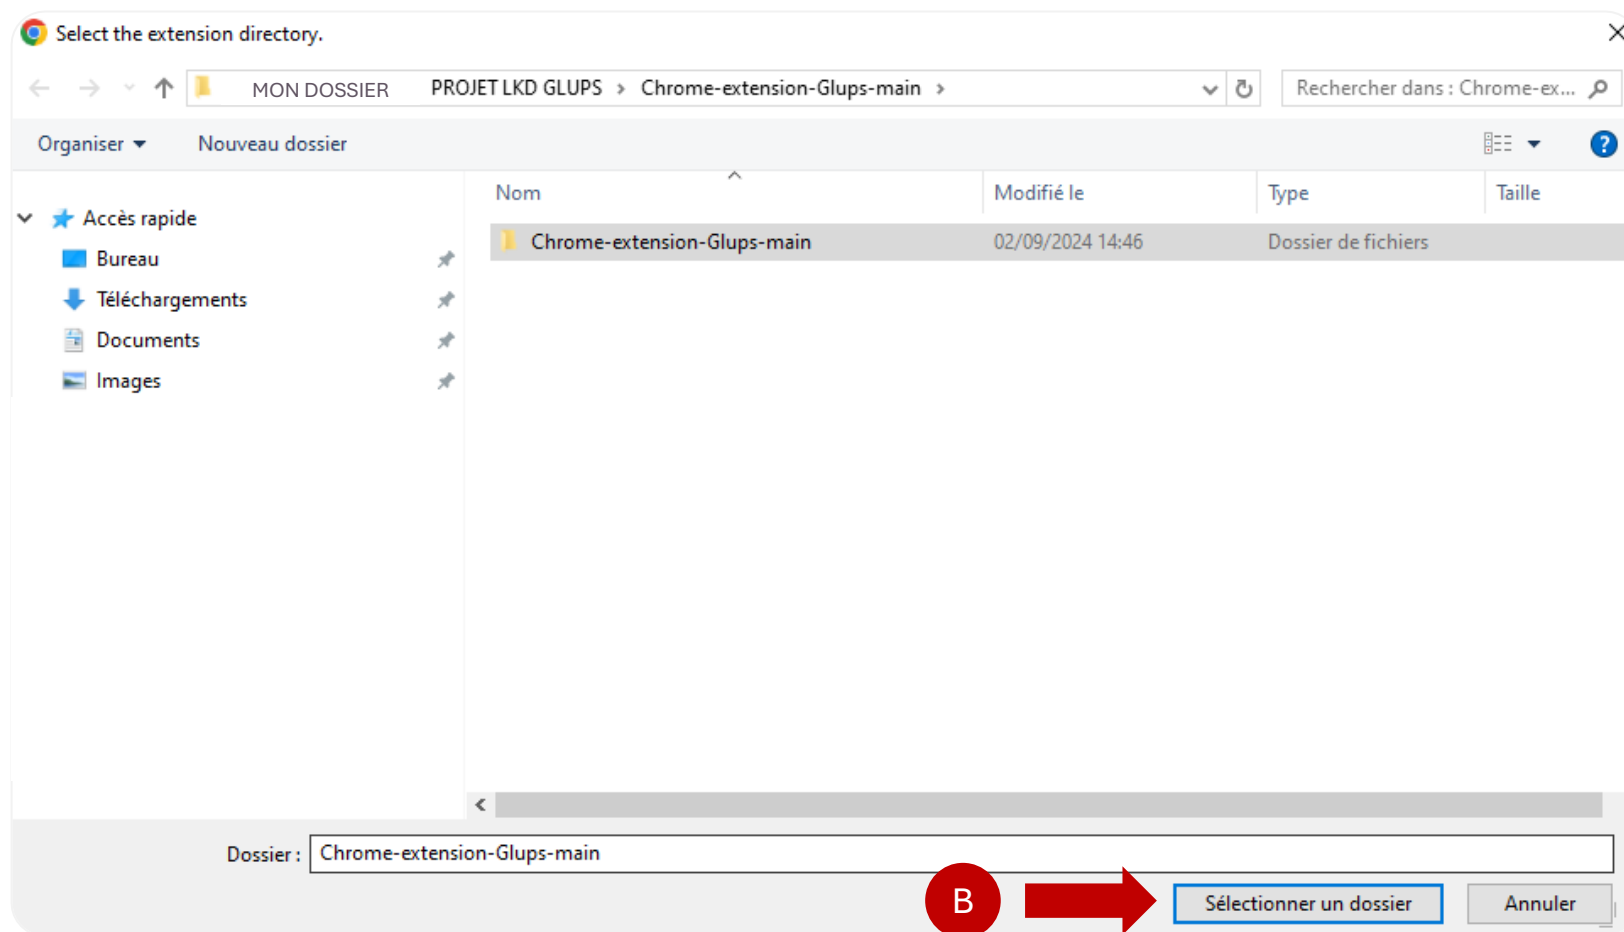 Select the extension directory.
MON DOSSIER PROJET LKD GLUPS > Chrome-extension-Glups-main > Rechercher dans : Chrome-ex...
Organiser Nouveau dossier ?
Nom Modifié le Type Taille
Accès rapide
Chrome-extension-Glups-main 02/09/2024 14:46 Dossier de fichiers
Bureau
Téléchargements
Documents
Images
Dossier : Chrome-extension-Glups-main
B Sélectionner un dossier Annuler